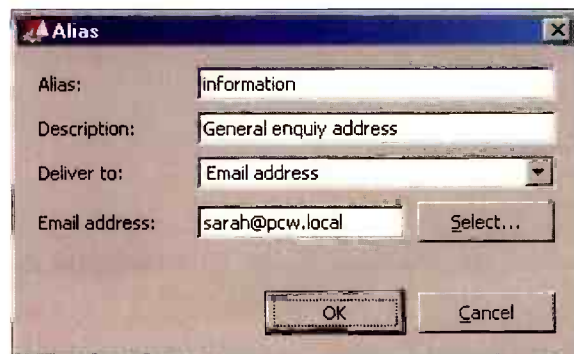 Alias
Alias: information
Description: General enquiy address
Deliver to: Email address
Email address: sarah@pcw.local Select...
OK Cancel